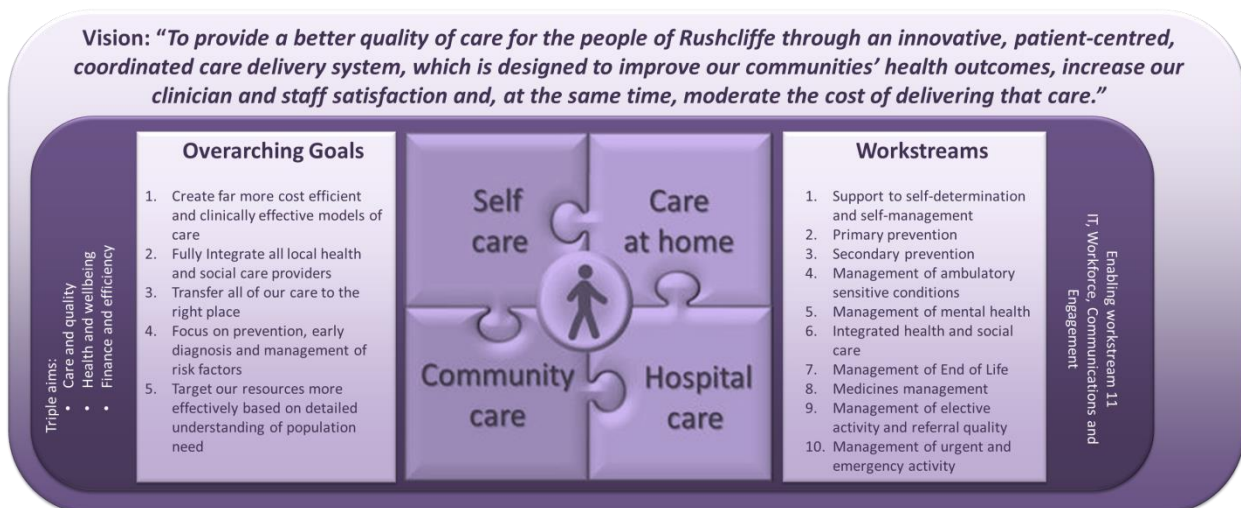 Vision: “To provide a better quality of care for the people of Rushcliffe through an innovative, patient-centred,
coordinated care delivery system, which is designed to improve our communities’ health outcomes, increase our
clinician and staff satisfaction and, at the same time, moderate the cost of delivering that care.”
Triple aims:
• Care and quality
• Health and wellbeing
• Finance and efficiency
Overarching Goals
1. Create far more cost efficient
and clinically effective models of
care
2. Fully Integrate all local health
and social care providers
3. Transfer all of our care to the
right place
4. Focus on prevention, early
diagnosis and management of
risk factors
5. Target our resources more
effectively based on detailed
understanding of population
need
Self
care
Care
at home
Community
care
Hospital
care
Workstreams
1. Support to self-determination
and self-management
2. Primary prevention
3. Secondary prevention
4. Management of ambulatory
sensitive conditions
5. Management of mental health
6. Integrated health and social
care
7. Management of End of Life
8. Medicines management
9. Management of elective
activity and referral quality
10. Management of urgent and
emergency activity
Enabling workstream 11
IT, Workforce, Communications and
Engagement